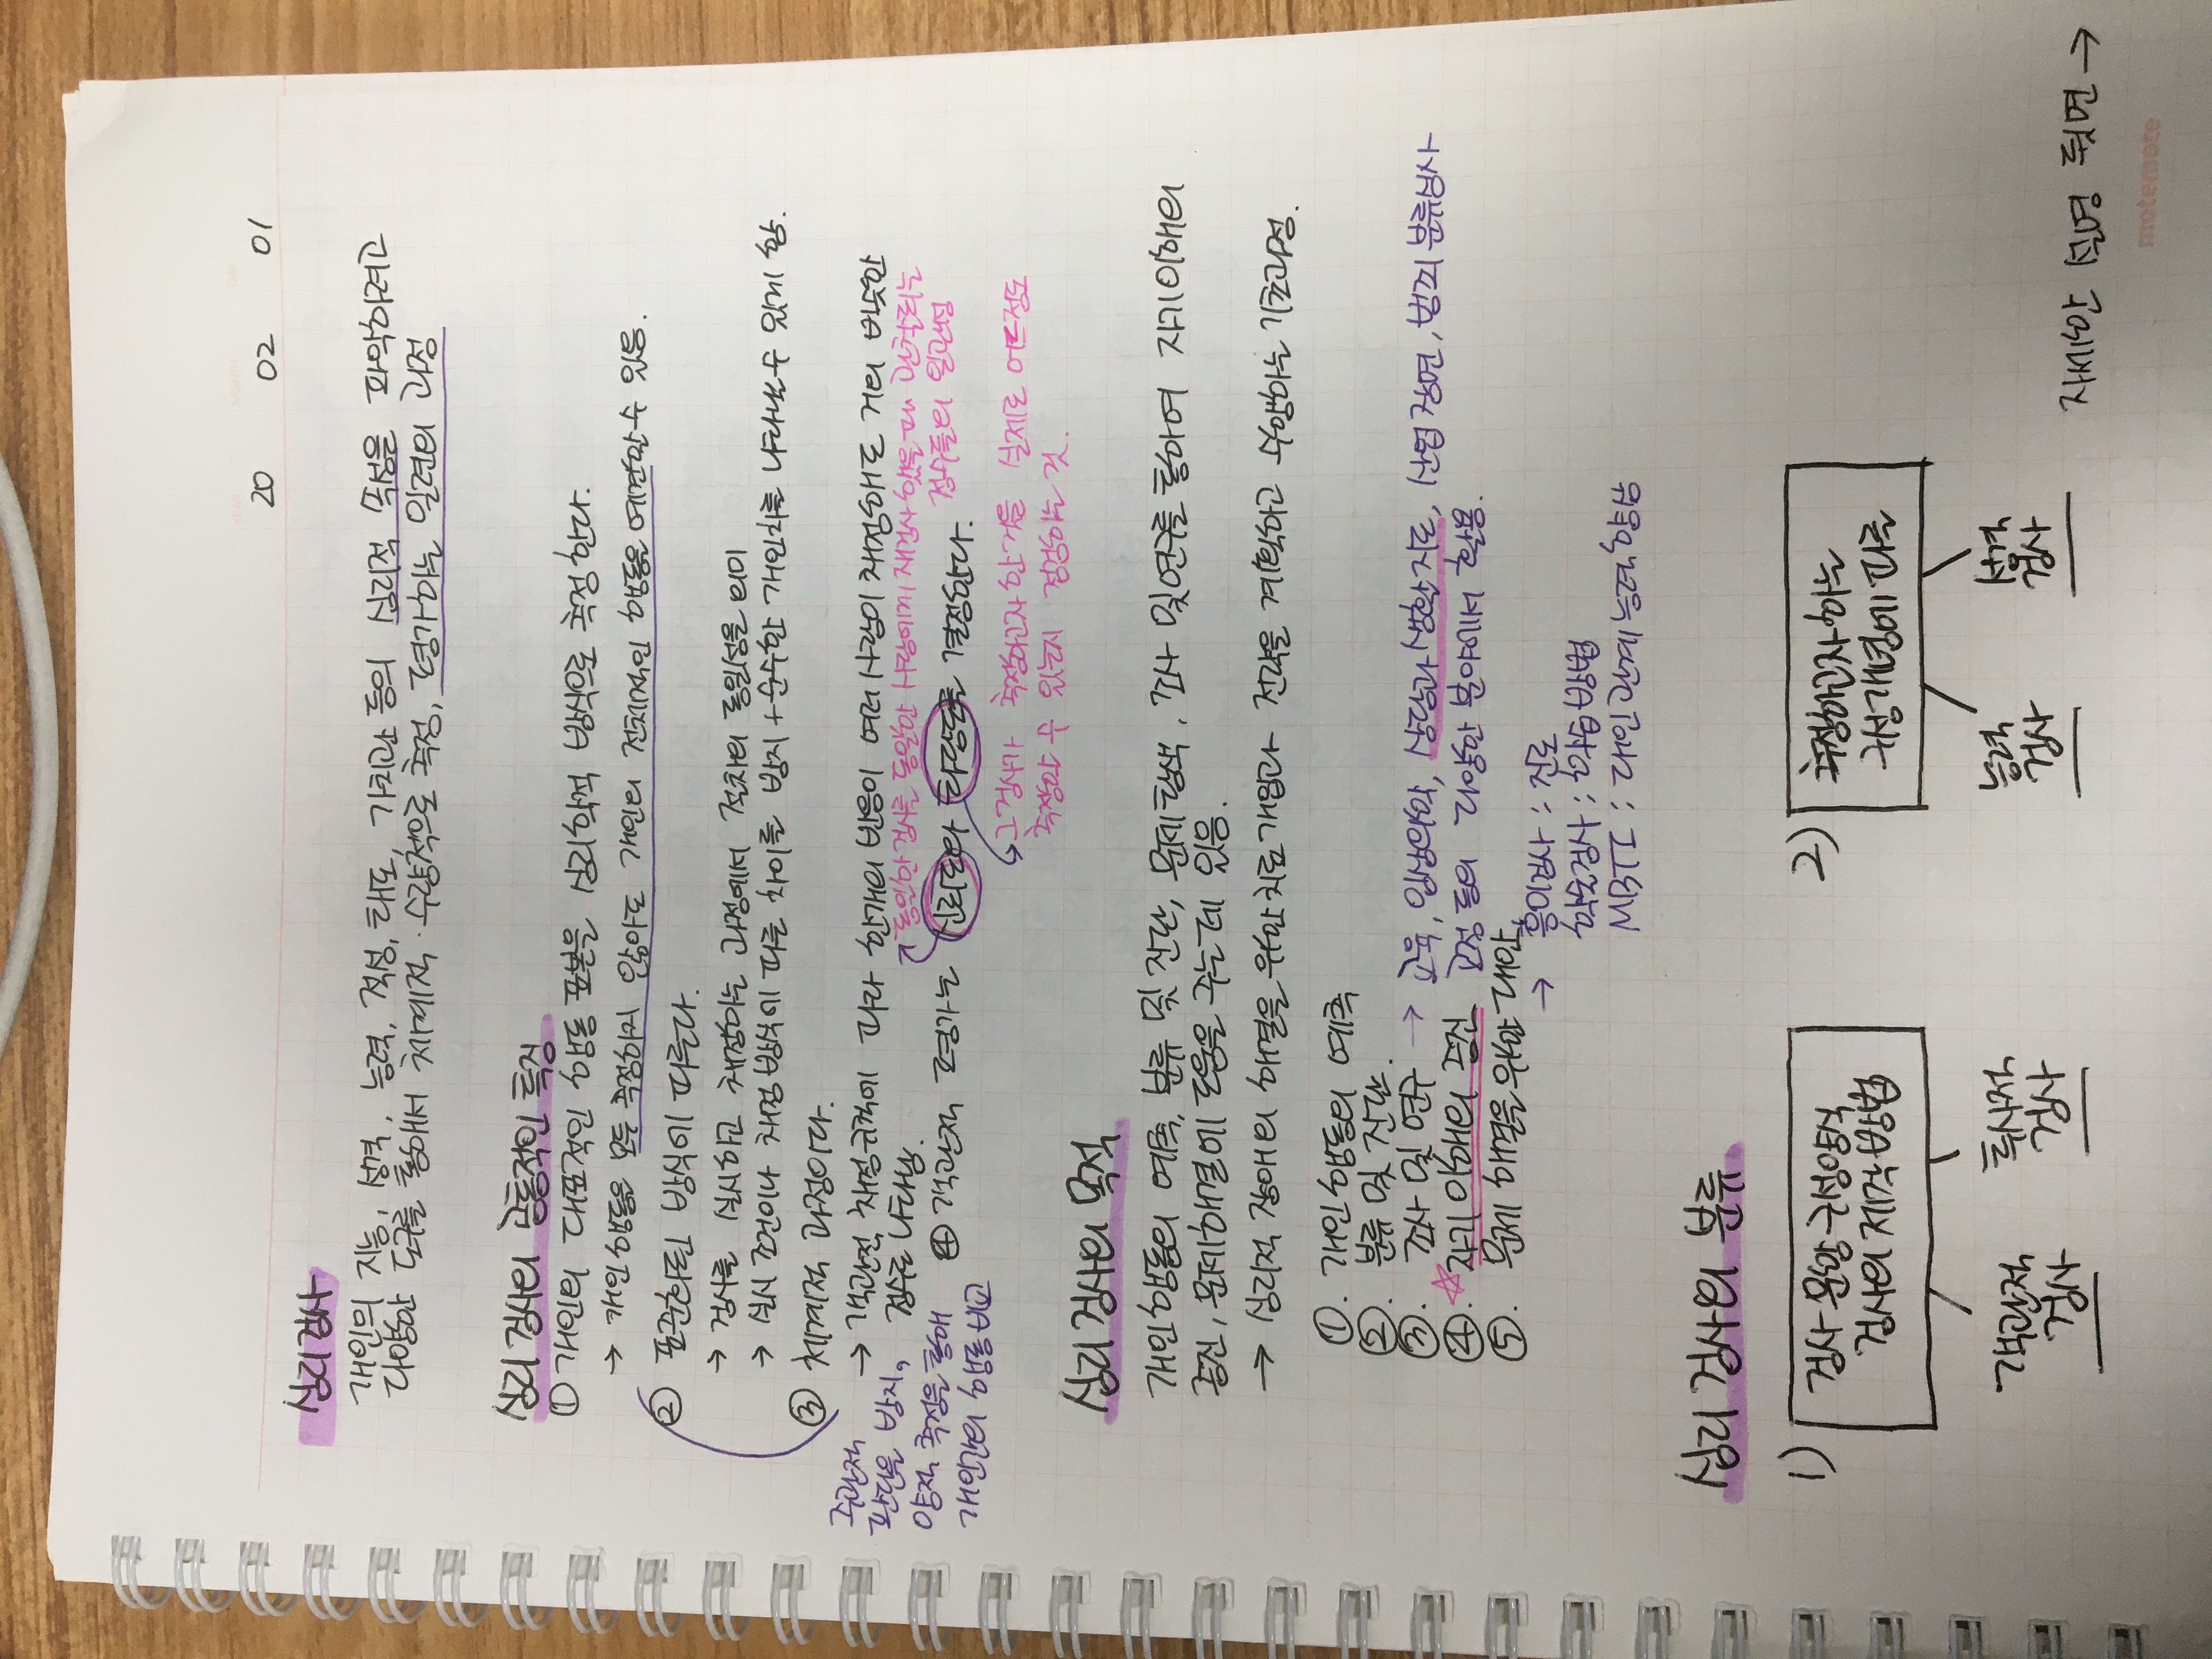 20 02 01
심리검사
개인의 지능, 성격, 능력, 적성, 태도, 가치관 등의 심리적 속성을 파악하려고
다양한 도구를 통해서 체계적·수량적으로 측정, 평가하는 일련의 과정
심리 검사의 공통적인 특징
① 개인의 대표적인 행동 표본을 심리학적 방식으로 측정한다.
→ 개인행동을 모두 측정하지 않아도 개인의 전체적인 행동을 예견할 수 있음.
② 표준화된 방식에 따른다.
→ 검사를 실시하고 채점하는 과정에서 절차의 동일성을 의미
→ 실시 조건이나 채점 방식에 따른 차이를 방지 + 순수한 개인차를 나타낼 수 있게 함.
③ 체계적 과정이다.
→ 객관적 채점규칙에 따라 한개의 반응이 여러 사람이 채점해도 거의 비슷한
점수로 나타남.
주관적
판단을 방지,
양적 측정을 통해
개인간의 행동 비교
↗동일한 검사를 동일한 사람에게 재검사 했을 때 관찰되는
점수들의 일관성
④ 객관적 평가는 신뢰도와 타당도를 결정한다.
↳그 검사가 측정하고자 한 것을 실제로 어느정도
측정할 수 있는지 점검하는 것.
심리 검사의 목적
개인행동의 예측, 분류 및 진단, 문제탐색, 조사 및 연구를 통하여 자기이해의
증진, 문제해결에 도움을 주는데 있음.
→ 심리적 장애의 해결을 위한 치료개입과 전략을 계획하고 수행하는 기초과정.
①. 개인행동의 예측
②. 분류 및 진단.
③. 조사 및 연구 → 교육, 임상의학, 상담과 생활지도, 산업 장면, 범죄 분류심사
④. ☆자기 이해의 증진 교정 등의 다양한 분야에서 활용.
⑤. 문제 해결을 위한 대안.
→ 흥미검사 : 진로
학습검사 : 학습방법
MBTI : 대인관계능력향상
심리 검사의 분류
1) 검사 문항 구성양식
검사의 제작 방법
객관적
검사
투사적
검사
2) 측정하고자 하는
구성개념에 따름
능력
검사
성격
검사
자세한 설명 뒷면 →
motemote